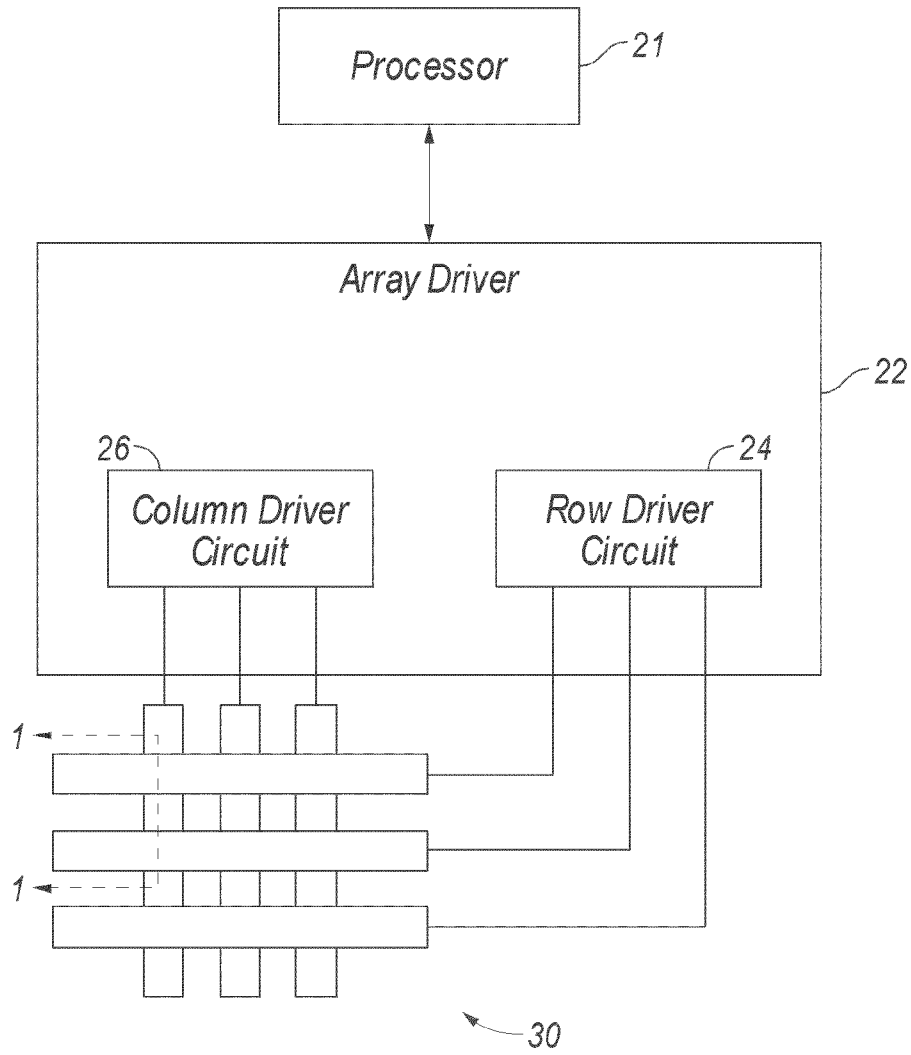 Processor
21
Array Driver
22
26
24
Column Driver
Circuit
Row Driver
Circuit
1
1
30